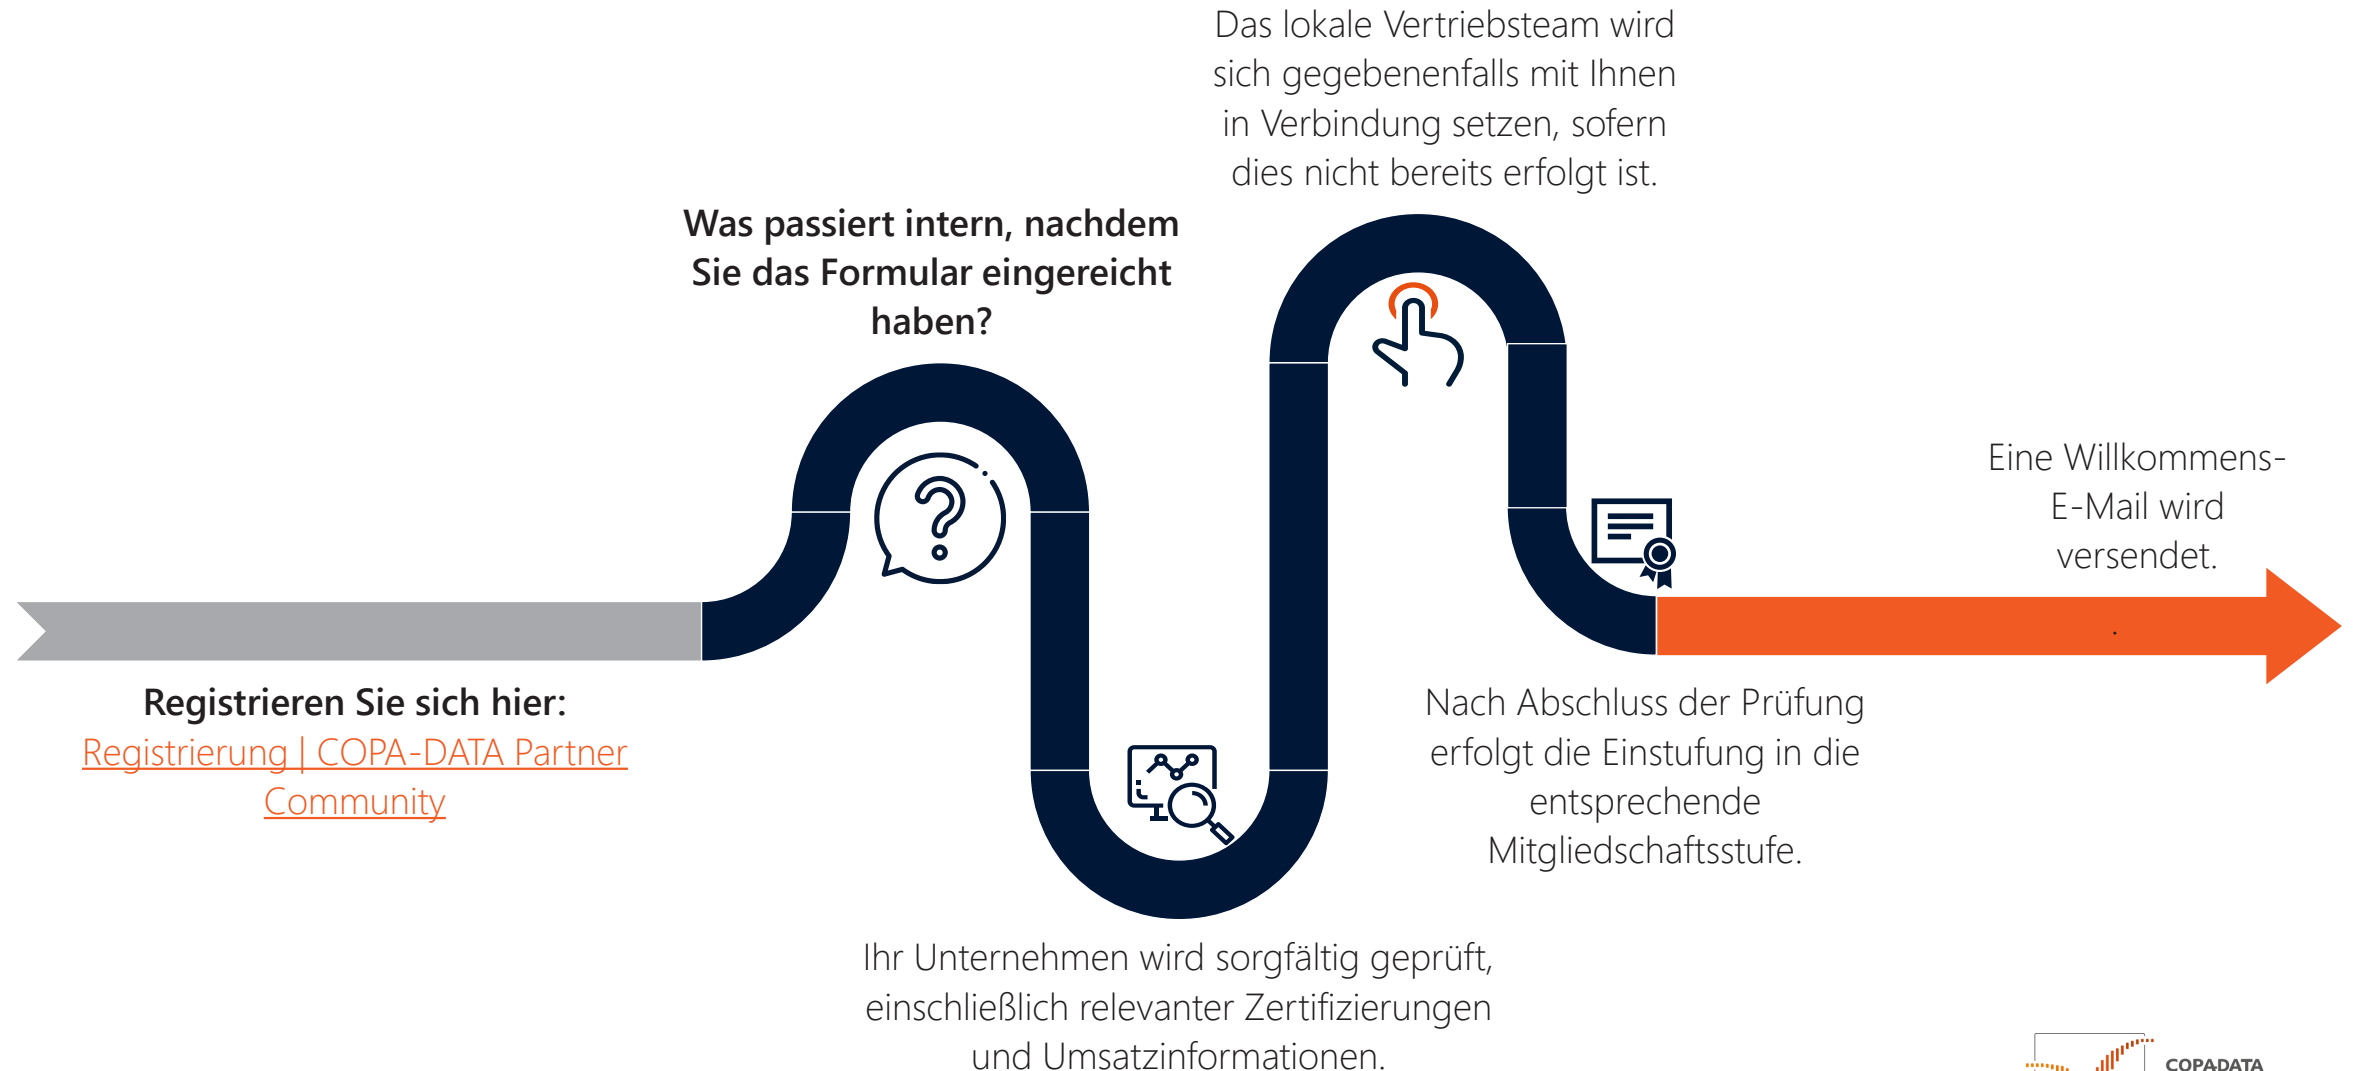 Das lokale Vertriebsteam wird
sich gegebenenfalls mit Ihnen
in Verbindung setzen, sofern
dies nicht bereits erfolgt ist.
Was passiert intern, nachdem
Sie das Formular eingereicht
haben?
Eine Willkommens-
E-Mail wird
versendet.
.
Registrieren Sie sich hier:
Registrierung | COPA-DATA Partner
Community
Nach Abschluss der Prüfung
erfolgt die Einstufung in die
entsprechende
Mitgliedschaftsstufe.
Ihr Unternehmen wird sorgfältig geprüft,
einschließlich relevanter Zertifizierungen
und Umsatzinformationen.
COPADATA